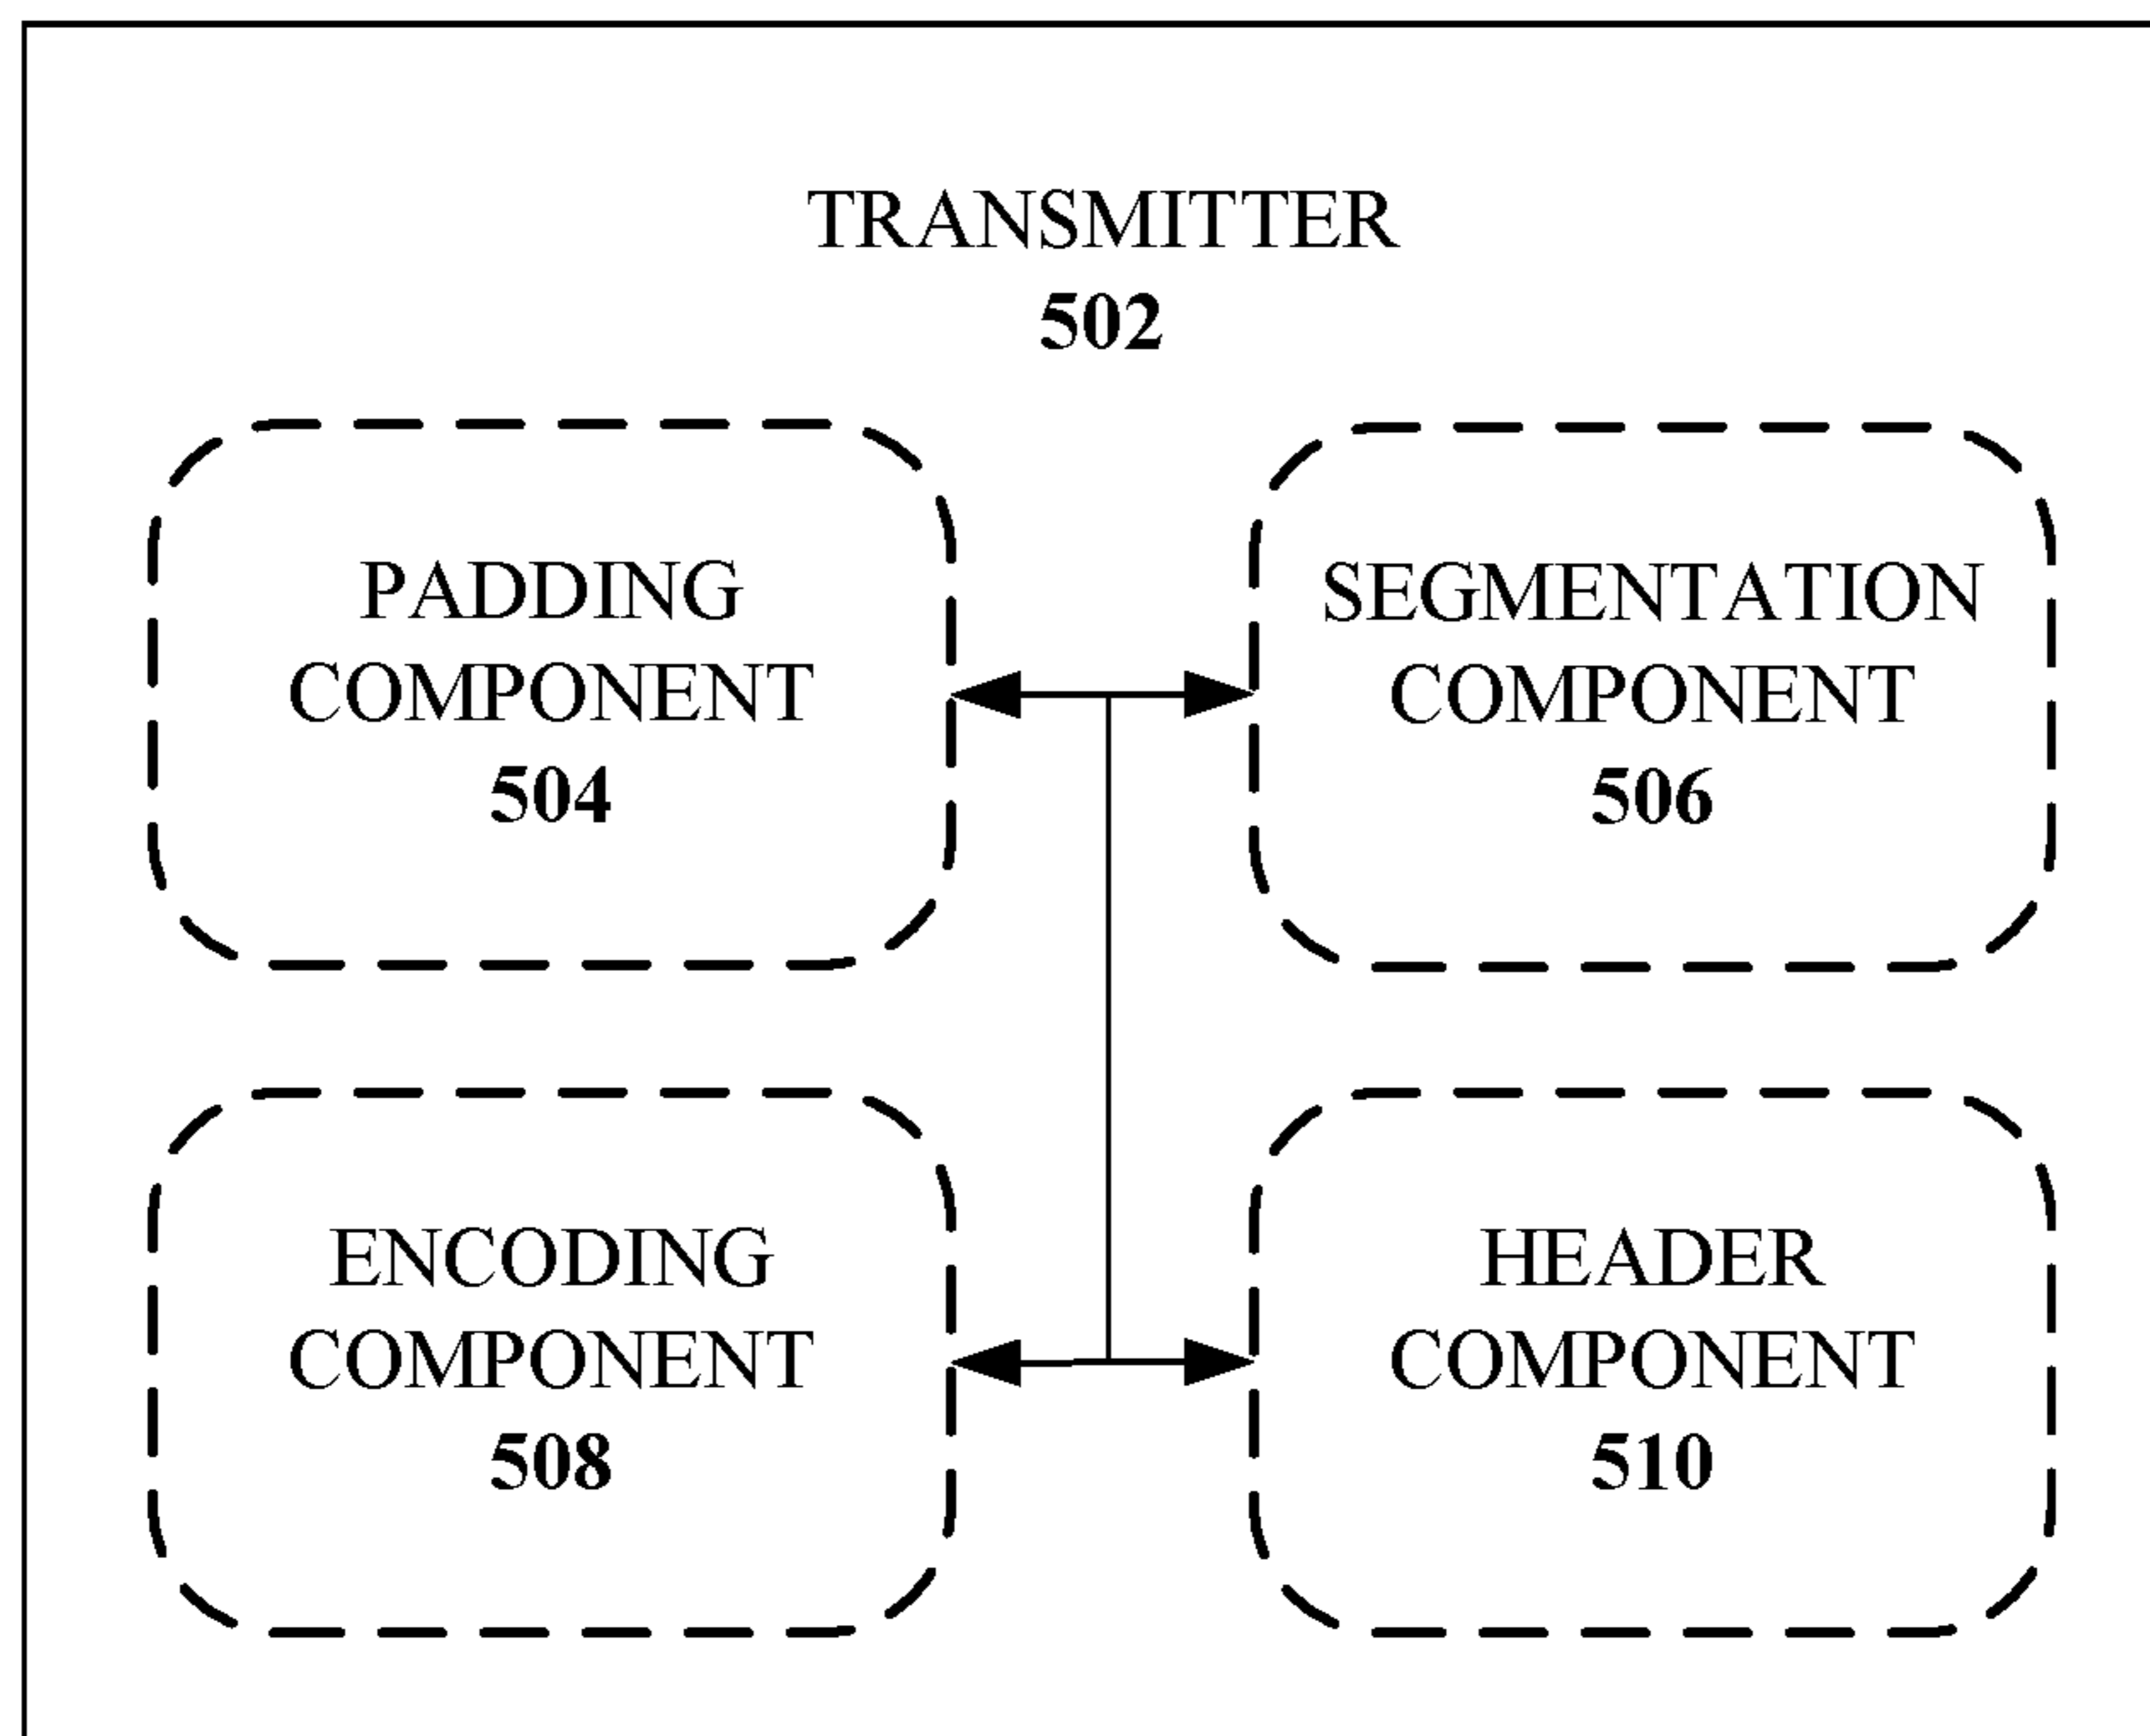 TRANSMITTER
502
PADDING
COMPONENT
504
SEGMENTATION
COMPONENT
506
ENCODING
COMPONENT
508
HEADER
COMPONENT
510